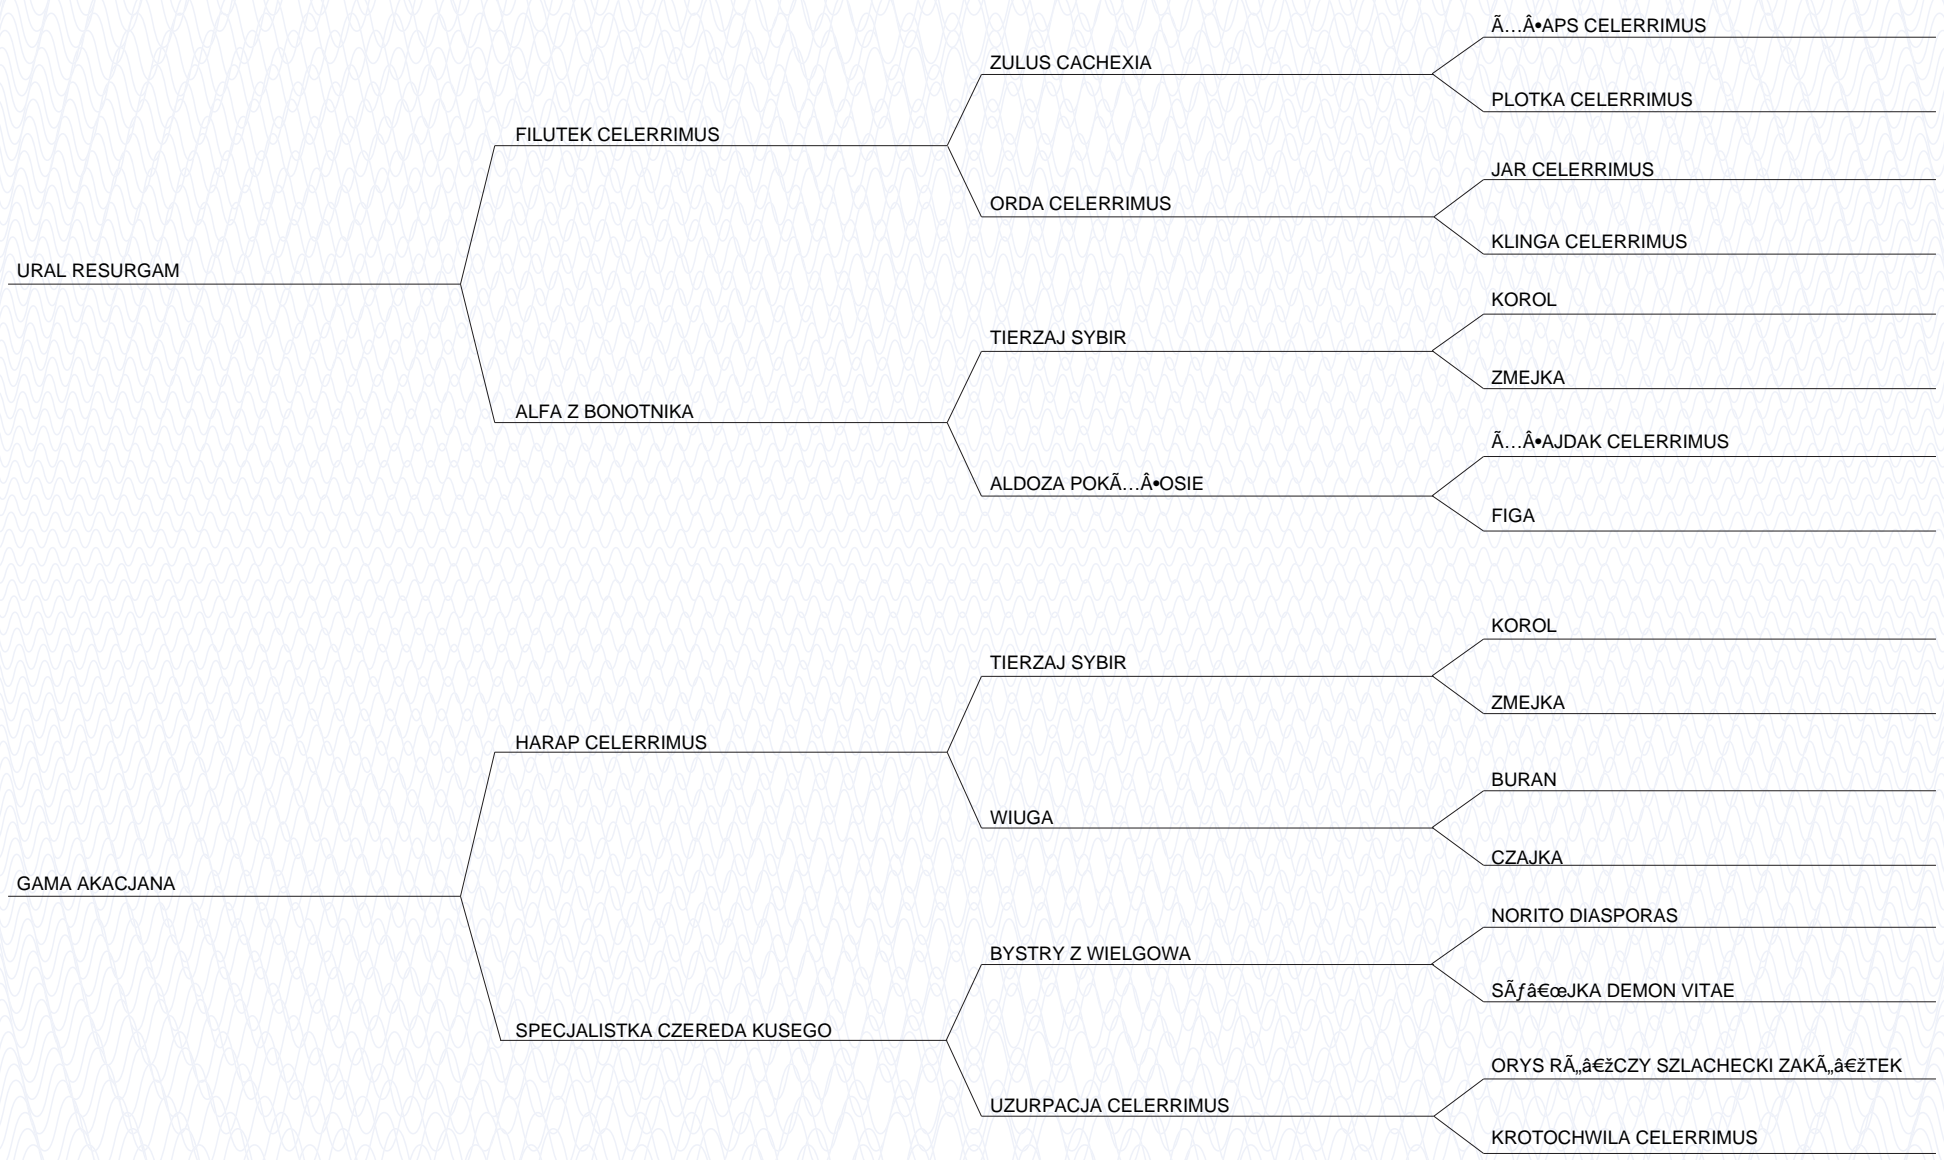 Ã…Â•APS CELERRIMUS
ZULUS CACHEXIA
PLOTKA CELERRIMUS
FILUTEK CELERRIMUS
JAR CELERRIMUS
ORDA CELERRIMUS
KLINGA CELERRIMUS
URAL RESURGAM
KOROL
TIERZAJ SYBIR
ZMEJKA
ALFA Z BONOTNIKA
Ã…Â•AJDAK CELERRIMUS
ALDOZA POKÃ…Â•OSIE
FIGA
KOROL
TIERZAJ SYBIR
ZMEJKA
HARAP CELERRIMUS
BURAN
WIUGA
CZAJKA
GAMA AKACJANA
NORITO DIASPORAS
BYSTRY Z WIELGOWA
SÃƒâ€œJKA DEMON VITAE
SPECJALISTKA CZEREDA KUSEGO
ORYS RÃ„â€žCZY SZLACHECKI ZAKÃ„â€žTEK
UZURPACJA CELERRIMUS
KROTOCHWILA CELERRIMUS